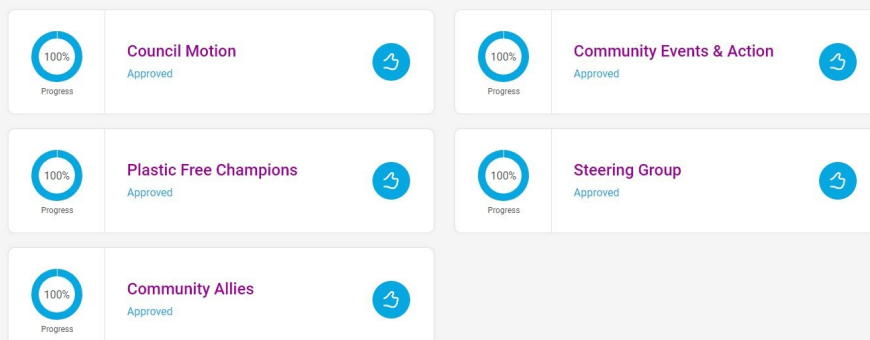 100%
Progress
Council Motion
Approved
100%
Progress
Community Events & Action
Approved
100%
Progress
Plastic Free Champions
Approved
100%
Progress
Steering Group
Approved
100%
Progress
Community Allies
Approved